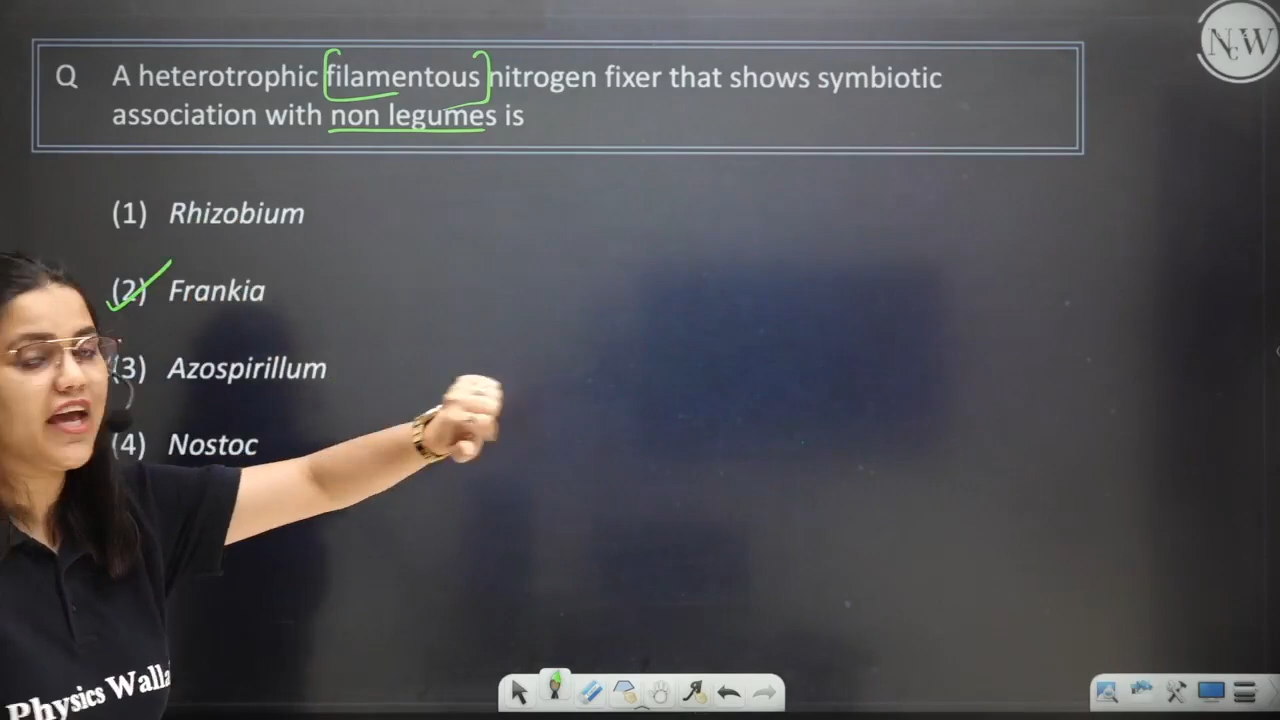 NcW
Q A heterotrophic filamentous nitrogen fixer that shows symbiotic
association with non legumes is
(1) Rhizobium
(2) Frankia
(3) Azospirillum
(4) Nostoc
Physics Walla